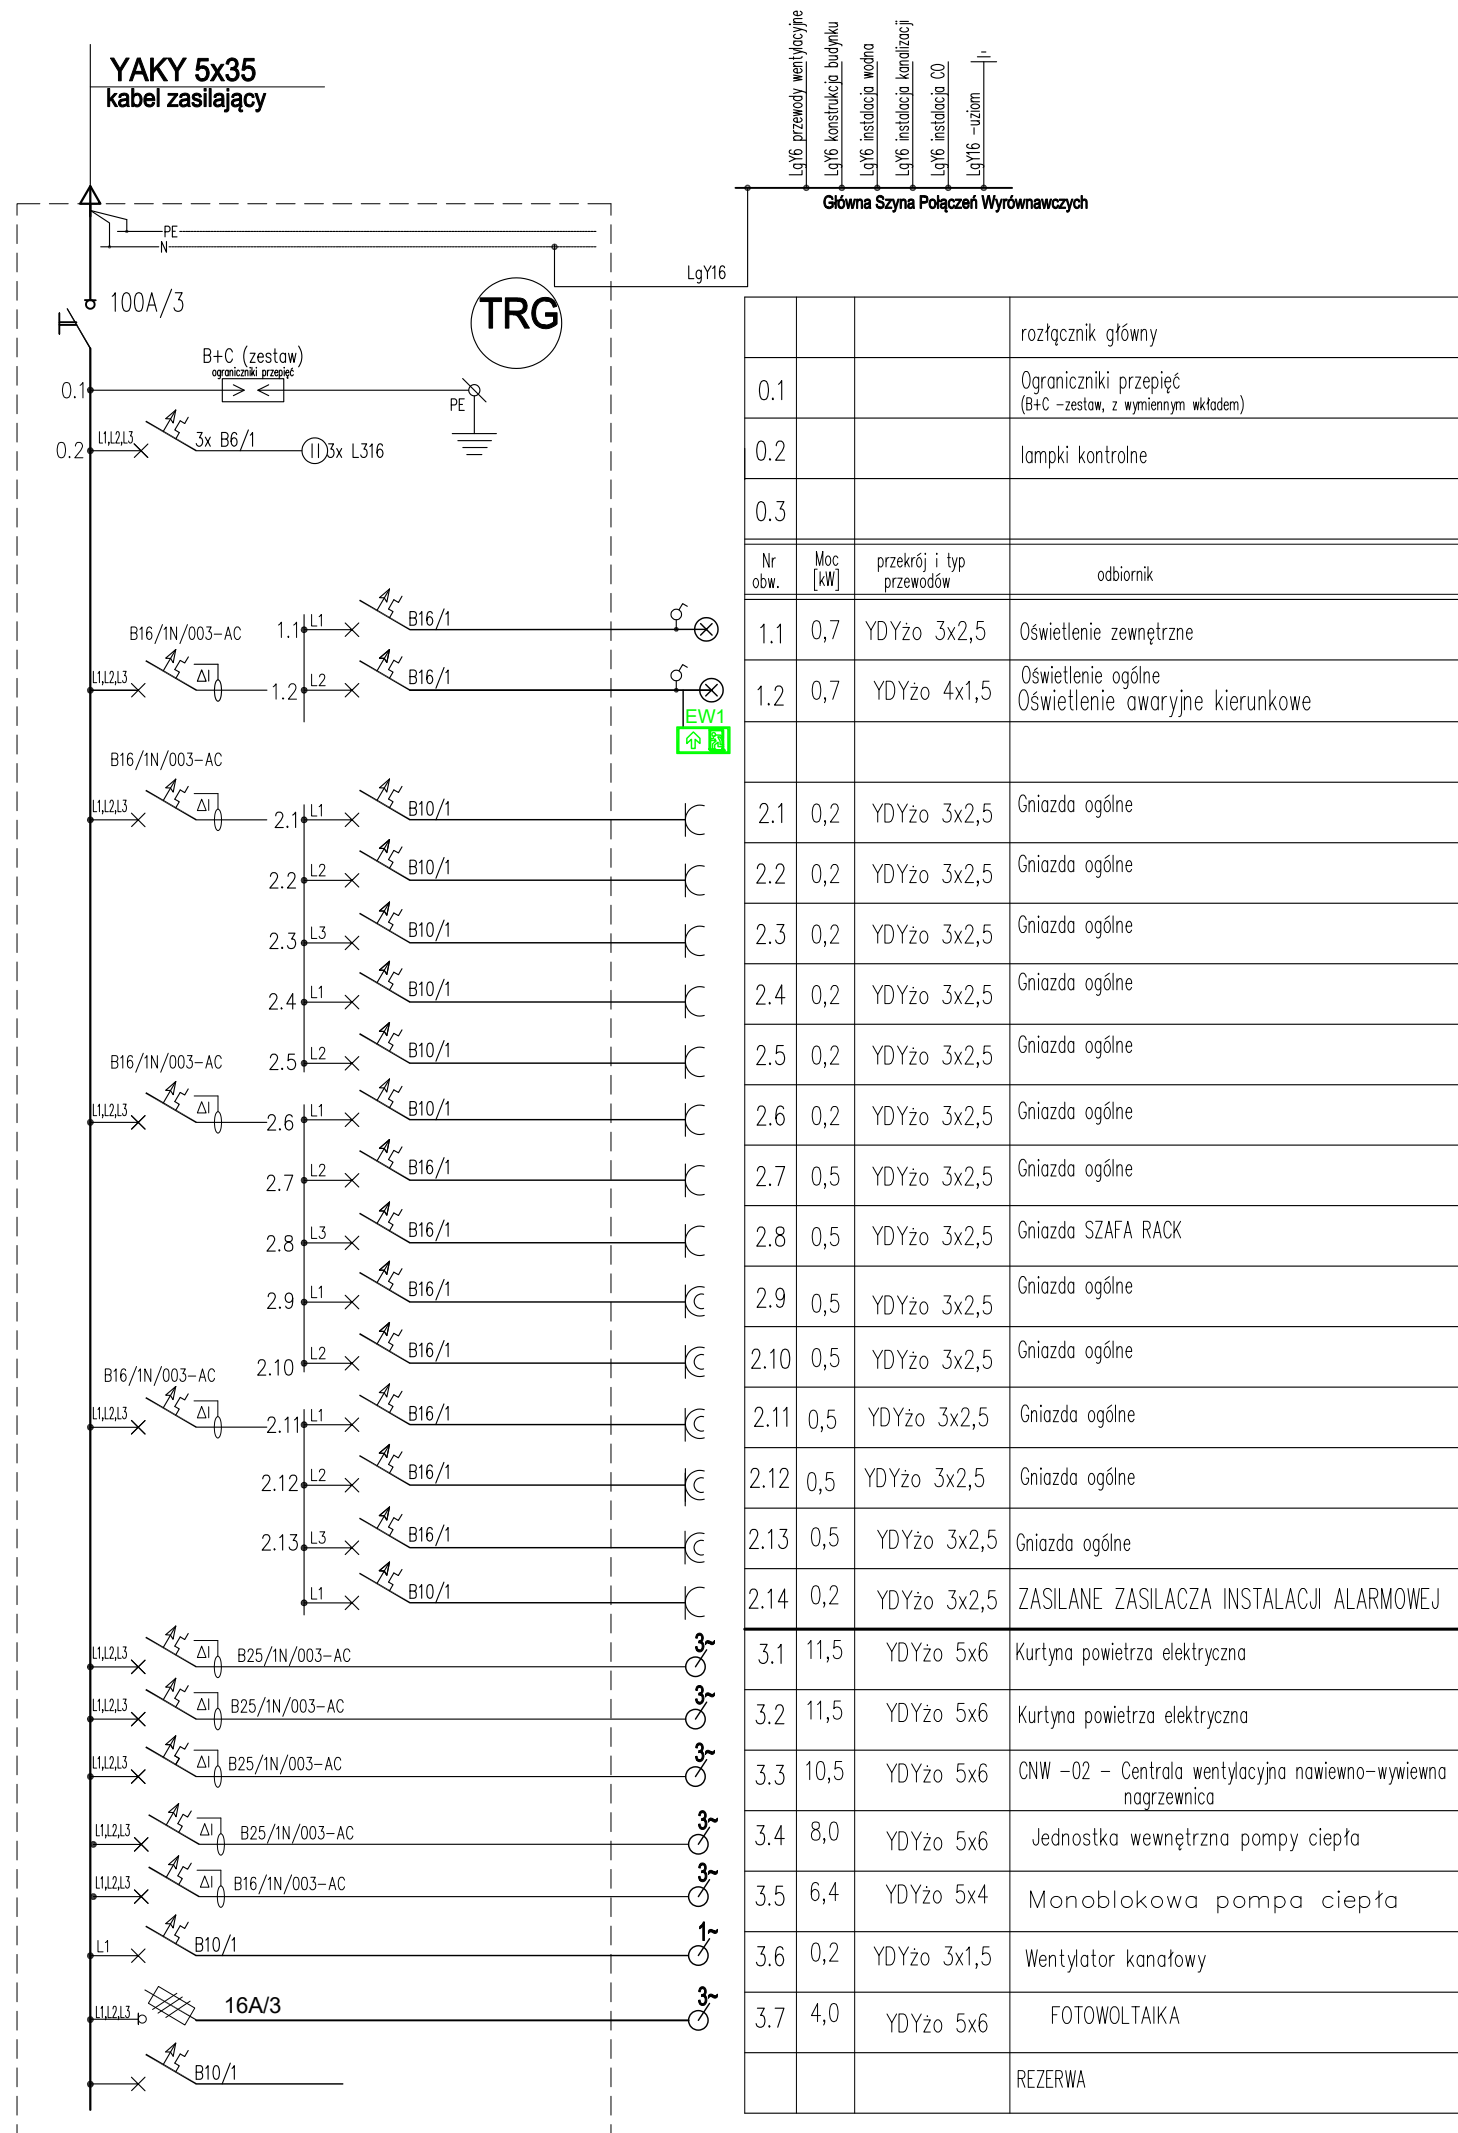 YAKY 5x35
kabel zasilający
LgY6 przewody wentylacyjne
LgY6 konstrukcja budynku
LgY6 instalacja wodna
LgY6 instalacja kanalizacji
LgY6 instalacja CO
LgY16 -uziom
Główna Szyna Połączeń Wyrównawczych
PE
N
LgY16
100A/3
TRG
rozłącznik główny
B+C (zestaw)
ograniczniki przepięć
0.1
PE
0.1 Ograniczniki przepięć
(B+C -zestaw, z wymiennym wkładem)
0.2 L1,L2,L3 3x B6/1 3x L316
0.2 lampki kontrolne
0.3
Nr obw. Moc [kW] przekrój i typ przewodów odbiornik
B16/1N/003-AC
1.1 L1 B16/1
1.1 0,7 YDYżo 3x2,5 Oświetlenie zewnętrzne
L1,L2,L3 ΔI 1.2 L2 B16/1
EW1
1.2 0,7 YDYżo 4x1,5 Oświetlenie ogólne
Oświetlenie awaryjne kierunkowe
B16/1N/003-AC
L1,L2,L3 ΔI 2.1 L1 B10/1
2.1 0,2 YDYżo 3x2,5 Gniazda ogólne
2.2 L2 B10/1
2.2 0,2 YDYżo 3x2,5 Gniazda ogólne
2.3 L3 B10/1
2.3 0,2 YDYżo 3x2,5 Gniazda ogólne
2.4 L1 B10/1
2.4 0,2 YDYżo 3x2,5 Gniazda ogólne
2.5 L2 B10/1
2.5 0,2 YDYżo 3x2,5 Gniazda ogólne
B16/1N/003-AC
L1,L2,L3 ΔI 2.6 L1 B10/1
2.6 0,2 YDYżo 3x2,5 Gniazda ogólne
2.7 L2 B16/1
2.7 0,5 YDYżo 3x2,5 Gniazda ogólne
2.8 L3 B16/1
2.8 0,5 YDYżo 3x2,5 Gniazda SZAFA RACK
2.9 L1 B16/1
2.9 0,5 YDYżo 3x2,5 Gniazda ogólne
2.10 L2 B16/1
2.10 0,5 YDYżo 3x2,5 Gniazda ogólne
B16/1N/003-AC
L1,L2,L3 ΔI 2.11 L1 B16/1
2.11 0,5 YDYżo 3x2,5 Gniazda ogólne
2.12 L2 B16/1
2.12 0,5 YDYżo 3x2,5 Gniazda ogólne
2.13 L3 B16/1
2.13 0,5 YDYżo 3x2,5 Gniazda ogólne
L1 B10/1
2.14 0,2 YDYżo 3x2,5 ZASILANE ZASILACZA INSTALACJI ALARMOWEJ
L1,L2,L3 ΔI B25/1N/003-AC 3~
3.1 11,5 YDYżo 5x6 Kurtyna powietrza elektryczna
L1,L2,L3 ΔI B25/1N/003-AC 3~
3.2 11,5 YDYżo 5x6 Kurtyna powietrza elektryczna
L1,L2,L3 ΔI B25/1N/003-AC 3~
3.3 10,5 YDYżo 5x6 CNW -02 - Centrala wentylacyjna nawiewno-wywiewna
nagrzewnica
L1,L2,L3 ΔI B25/1N/003-AC 3~
3.4 8,0 YDYżo 5x6 Jednostka wewnętrzna pompy ciepła
L1,L2,L3 ΔI B16/1N/003-AC 3~
3.5 6,4 YDYżo 5x4 Monoblokowa pompa ciepła
L1 B10/1 1~
3.6 0,2 YDYżo 3x1,5 Wentylator kanałowy
L1,L2,L3 16A/3 3~
3.7 4,0 YDYżo 5x6 FOTOWOLTAIKA
B10/1
REZERWA